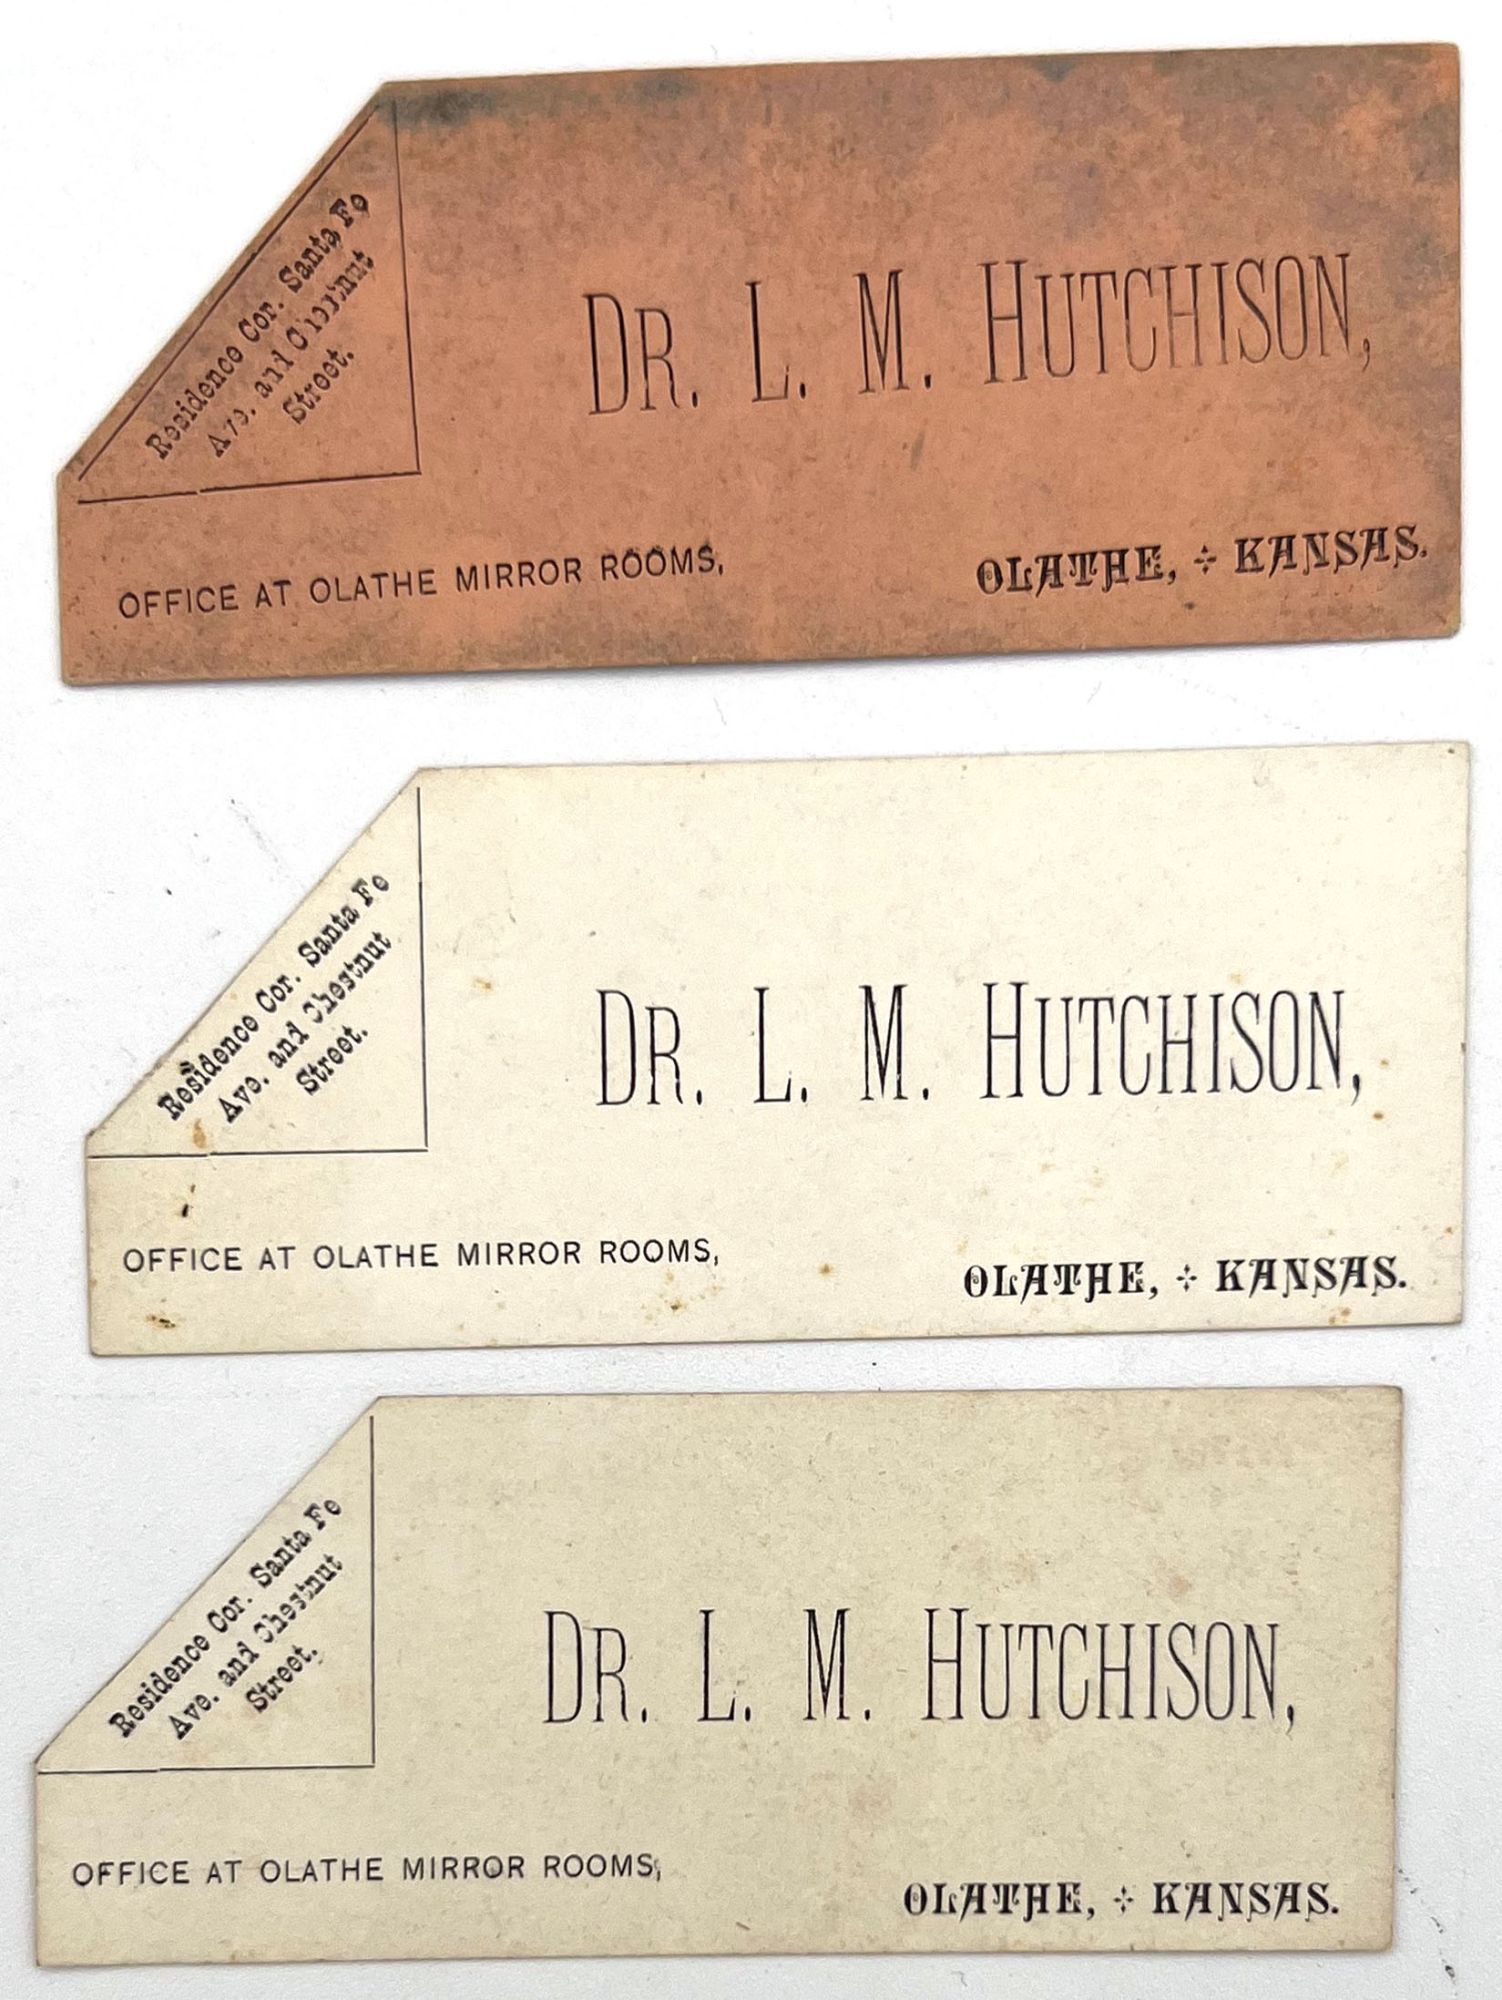 Residence Cor. Santa Fe
Ave. and Chestnut
Street.
DR. L. M. HUTCHISON,
OFFICE AT OLATHE MIRROR ROOMS,
OLATHE, ⁘ KANSAS.
Residence Cor. Santa Fe
Ave. and Chestnut
Street.
DR. L. M. HUTCHISON,
OFFICE AT OLATHE MIRROR ROOMS,
OLATHE, ⁘ KANSAS.
Residence Cor. Santa Fe
Ave. and Chestnut
Street.
DR. L. M. HUTCHISON,
OFFICE AT OLATHE MIRROR ROOMS,
OLATHE, ⁘ KANSAS.